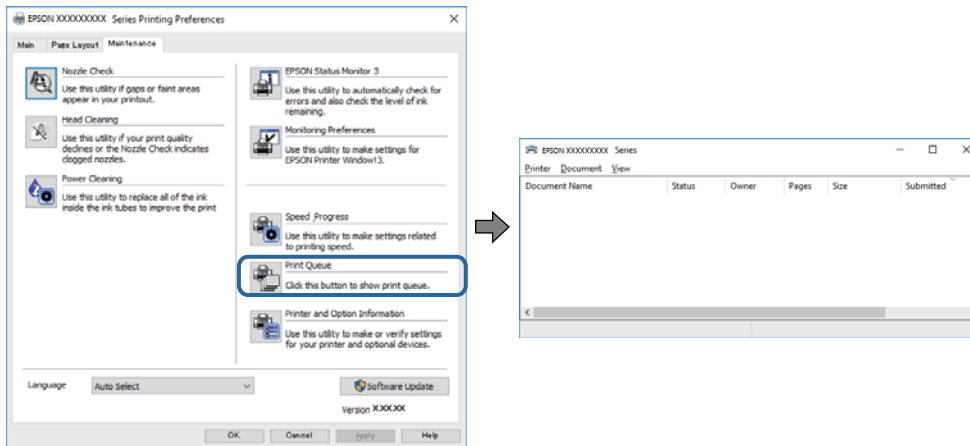 EPSON XXXXXXXXX Series Printing Preferences
Main Page Layout Maintenance
Nozzle Check
Use this utility if gaps or faint areas
appear in your printout.
Head Cleaning
Use this utility if your print quality
declines or the Nozzle Check indicates
clogged nozzles.
Power Cleaning
Use this utility to replace all of the ink
inside the ink tubes to improve the print
EPSON Status Monitor 3
Use this utility to automatically check for
errors and also check the level of ink
remaining.
Monitoring Preferences
Use this utility to make settings for
EPSON Printer Window!3.
Speed Progress
Use this utility to make settings related
to printing speed.
Print Queue
Click this button to show print queue.
Printer and Option Information
Use this utility to make or verify settings
for your printer and optional devices.
Language Auto Select
Software Update
Version X.XX.XX
OK Cancel Apply Help
EPSON XXXXXXXXX Series
Printer Document View
Document Name Status Owner Pages Size Submitted